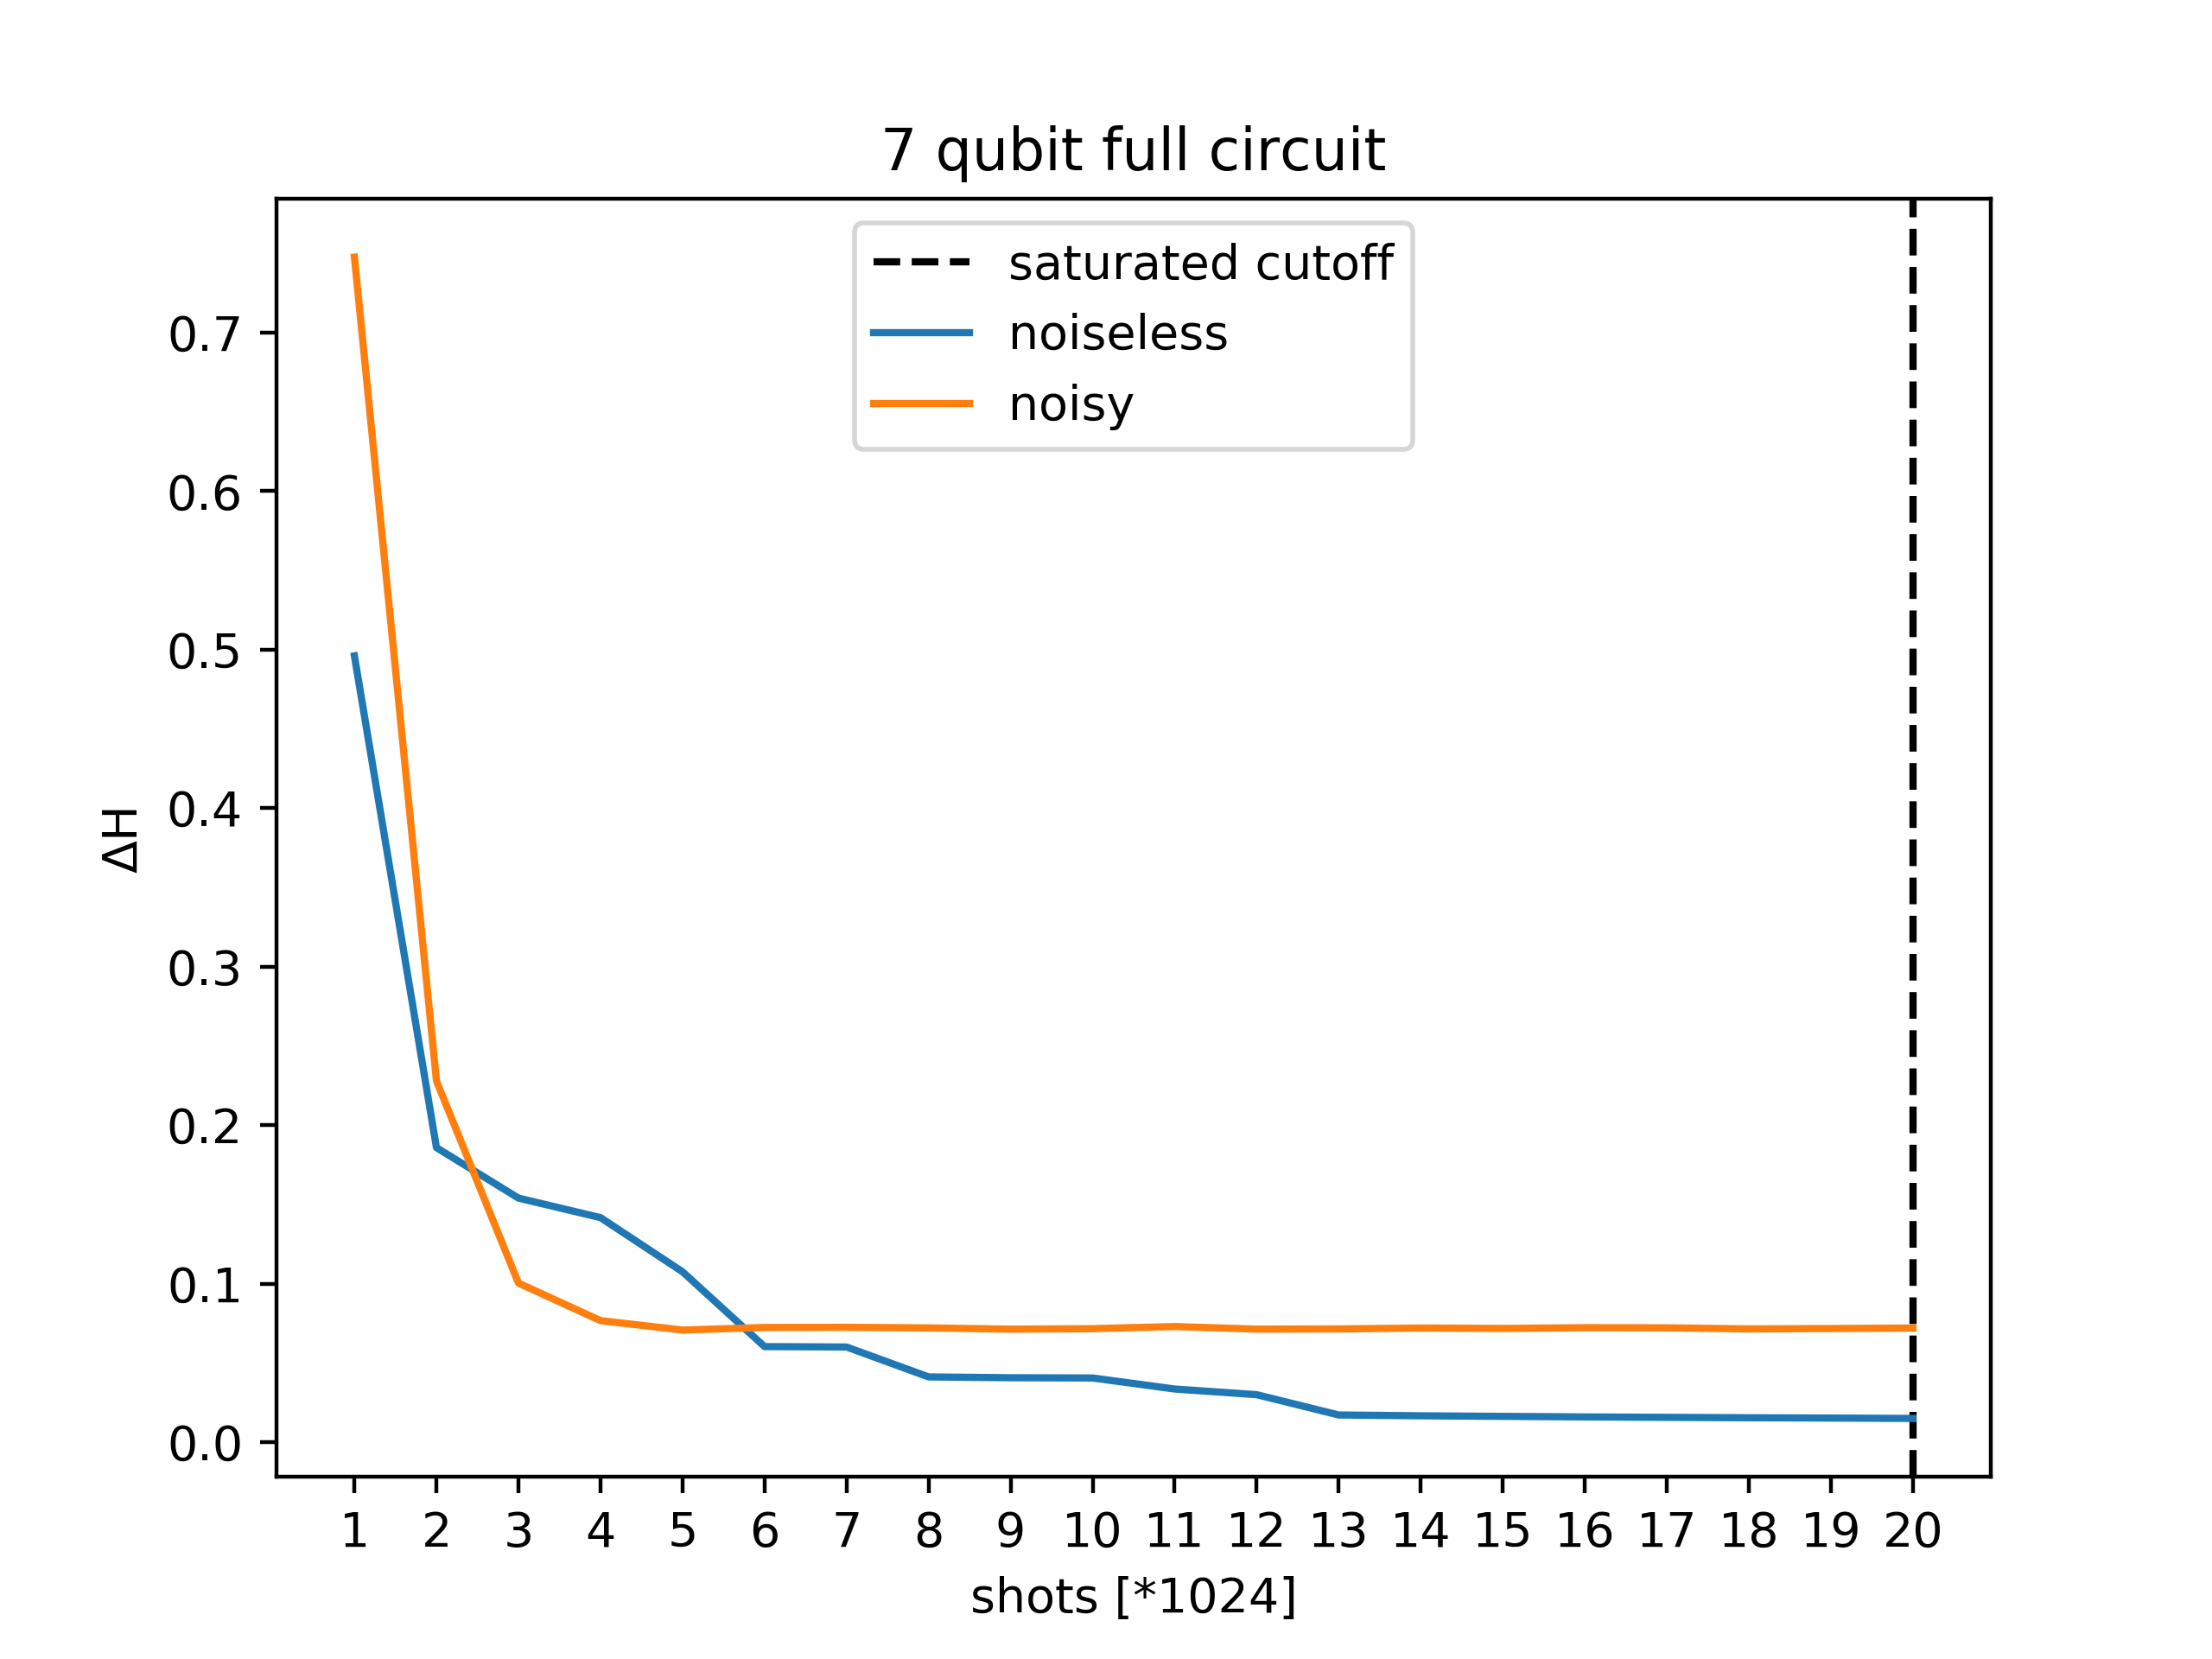 7 qubit full circuit
saturated cutoff
noiseless
noisy
0.7
0.6
0.5
0.4
0.3
0.2
0.1
0.0
ΔH
1 2 3 4 5 6 7 8 9 10 11 12 13 14 15 16 17 18 19 20
shots [*1024]